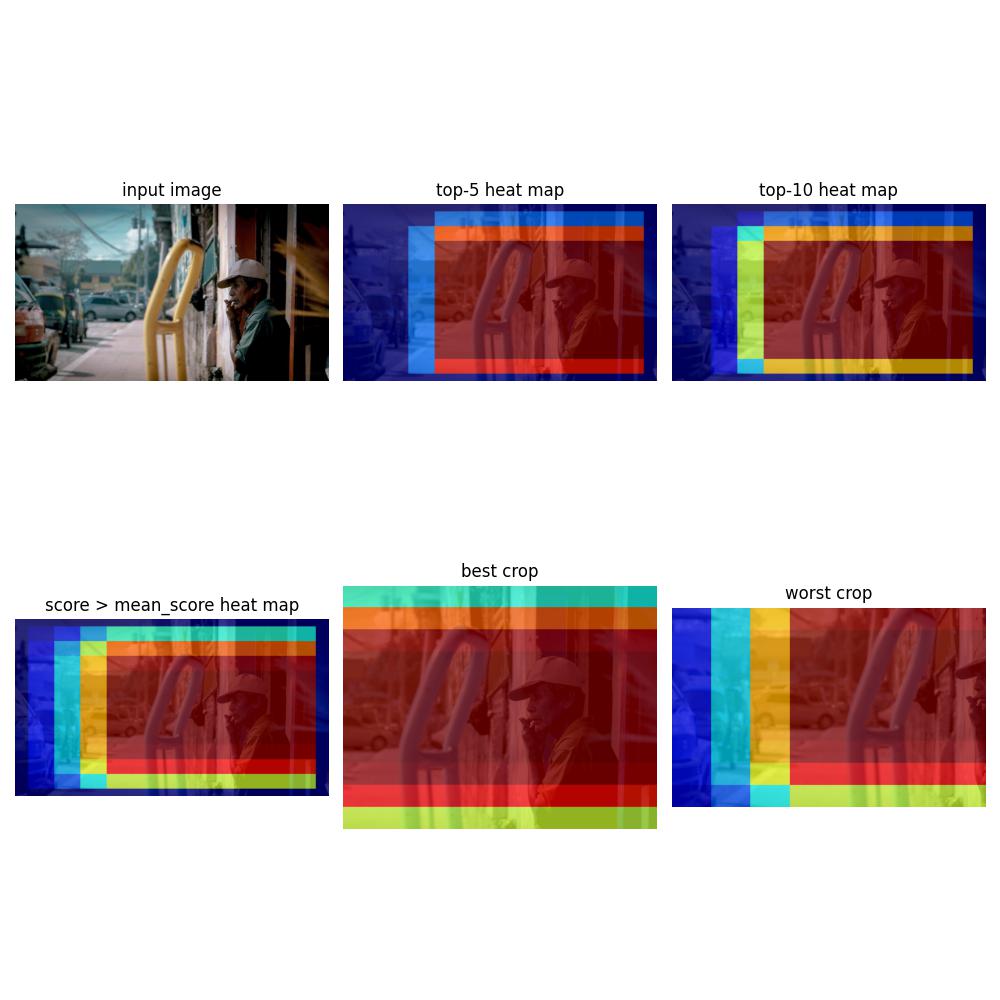 input image
top-5 heat map
top-10 heat map
score > mean_score heat map
best crop
worst crop